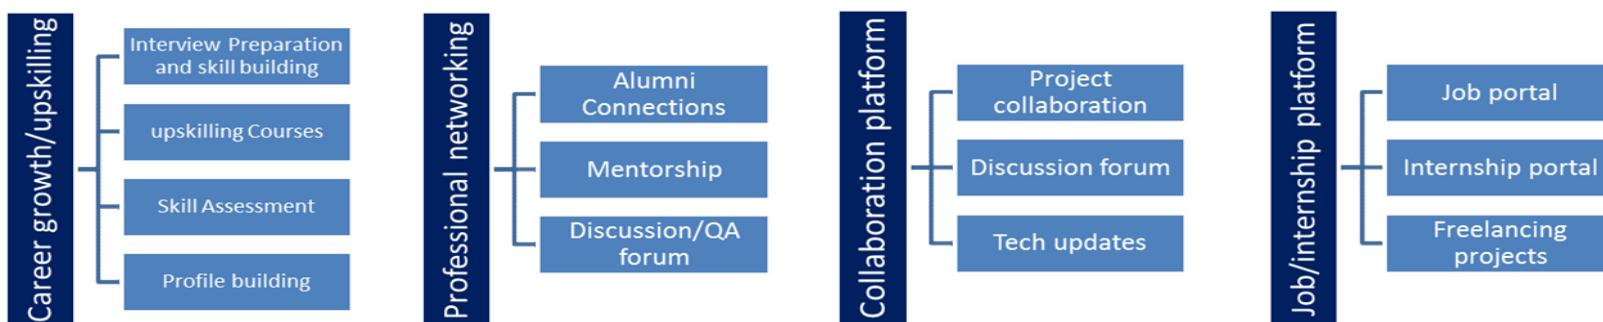 Career growth/upskilling
Interview Preparation
and skill building
upskilling Courses
Skill Assessment
Profile building
Professional networking
Alumni
Connections
Mentorship
Discussion/QA
forum
Collaboration platform
Project
collaboration
Discussion forum
Tech updates
Job/internship platform
Job portal
Internship portal
Freelancing
projects